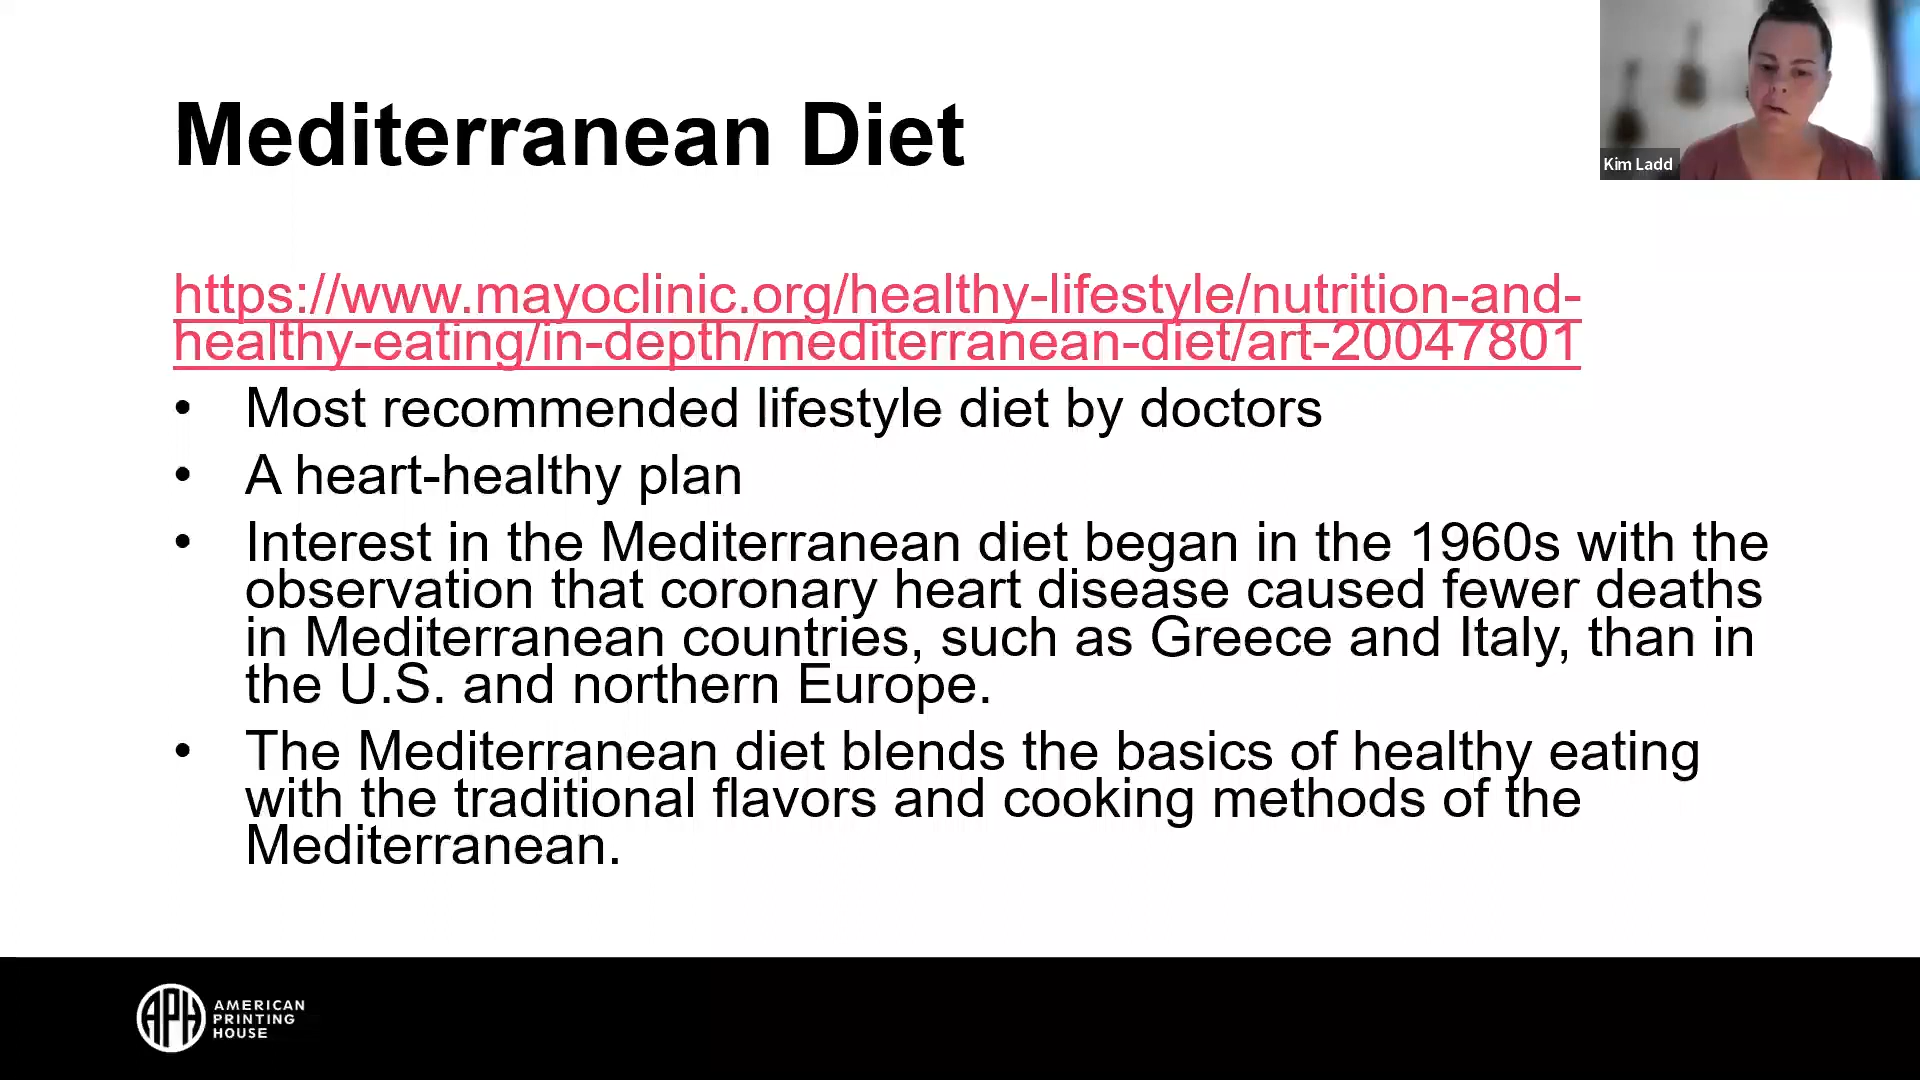 Mediterranean Diet
Kim Ladd
https://www.mayoclinic.org/healthy-lifestyle/nutrition-and-
healthy-eating/in-depth/mediterranean-diet/art-20047801
• Most recommended lifestyle diet by doctors
• A heart-healthy plan
• Interest in the Mediterranean diet began in the 1960s with the
observation that coronary heart disease caused fewer deaths
in Mediterranean countries, such as Greece and Italy, than in
the U.S. and northern Europe.
• The Mediterranean diet blends the basics of healthy eating
with the traditional flavors and cooking methods of the
Mediterranean.
APH
AMERICAN
PRINTING
HOUSE